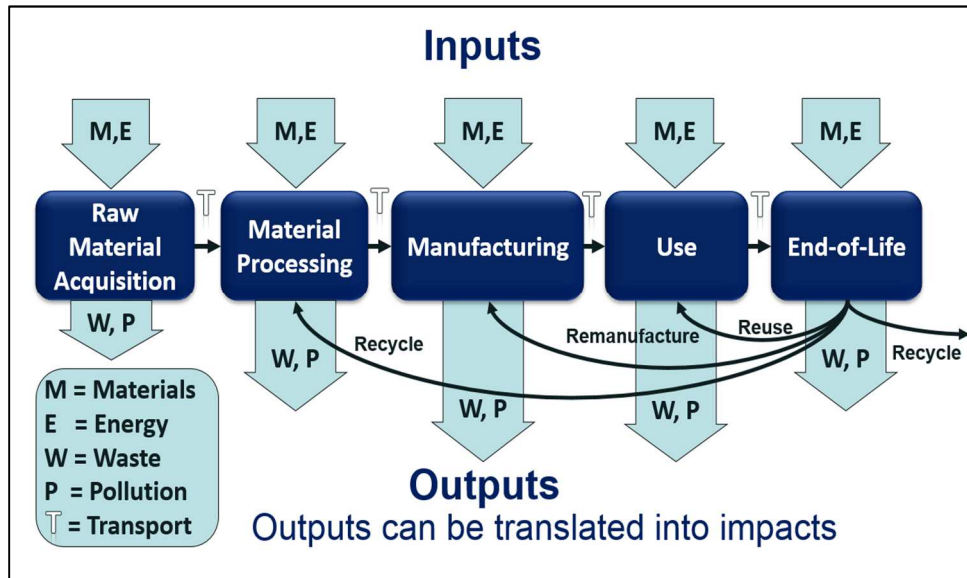 Inputs
M,E
M,E
M,E
M,E
M,E
T
T
T
T
Raw
Material
Acquisition
Material
Processing
Manufacturing
Use
End-of-Life
W, P
W, P
W, P
W, P
W, P
Recycle
Remanufacture
Reuse
Recycle
M = Materials
E = Energy
W = Waste
P = Pollution
T = Transport
Outputs
Outputs can be translated into impacts